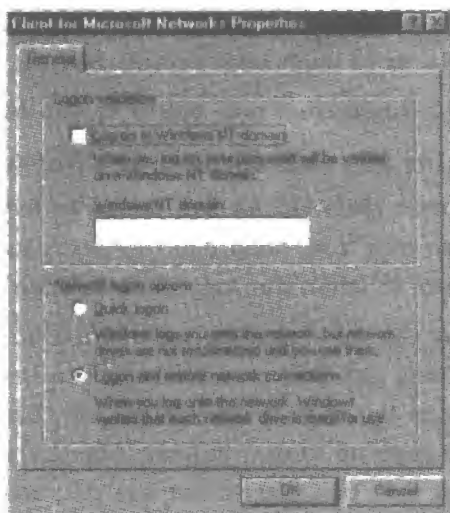 Client for Microsoft Networks Properties
General
Logon validation
Log on to Windows NT domain
When you log on, your password will be verified
on a Windows NT domain.
Windows NT domain:
Network logon options
Quick logon
Windows logs you onto the network, but network
drives are not reconnected until you use them.
Logon and restore network connections
When you log onto the network, Windows
verifies that each network drive is ready for use.
OK
Cancel